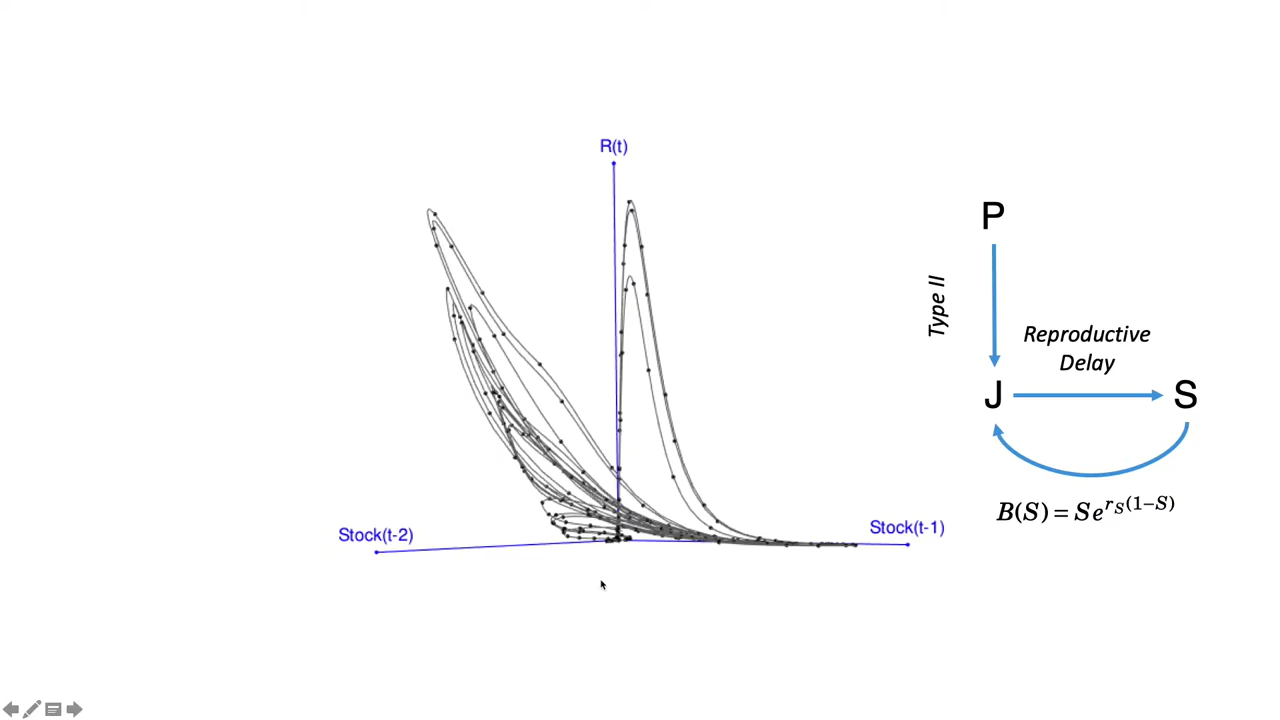 R(t)
Stock(t-2)
Stock(t-1)
P
Type II
Reproductive
Delay
J
S
B(S) = Se^{r_S(1−S)}